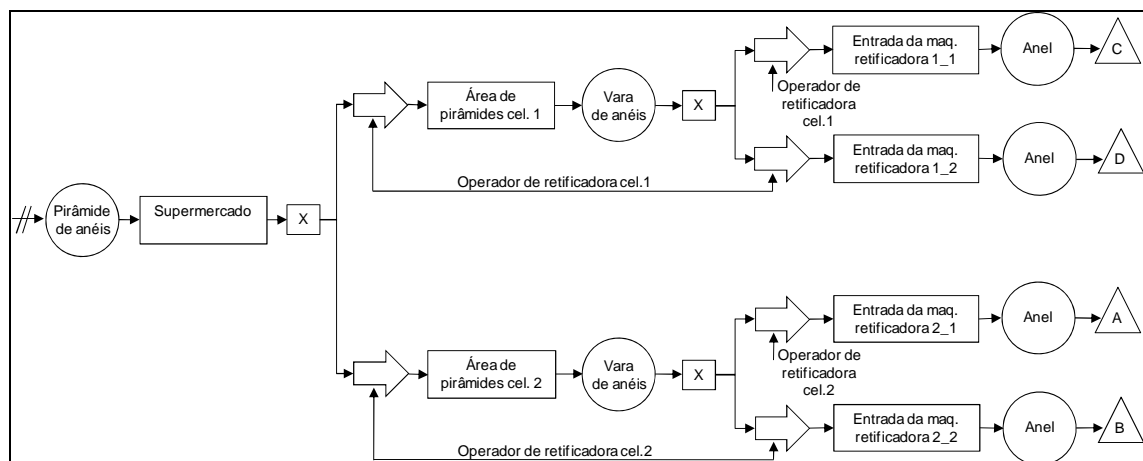 Entrada da maq.
retificadora 1_1
Anel
C
Operador de
retificadora
cel.1
Área de
pirâmides cel. 1
Vara
de anéis
X
Entrada da maq.
retificadora 1_2
Anel
D
Operador de retificadora cel.1
Pirâmide
de anéis
Supermercado
X
Entrada da maq.
retificadora 2_1
Anel
A
Operador de
retificadora
cel.2
Área de
pirâmides cel. 2
Vara
de anéis
X
Entrada da maq.
retificadora 2_2
Anel
B
Operador de retificadora cel.2